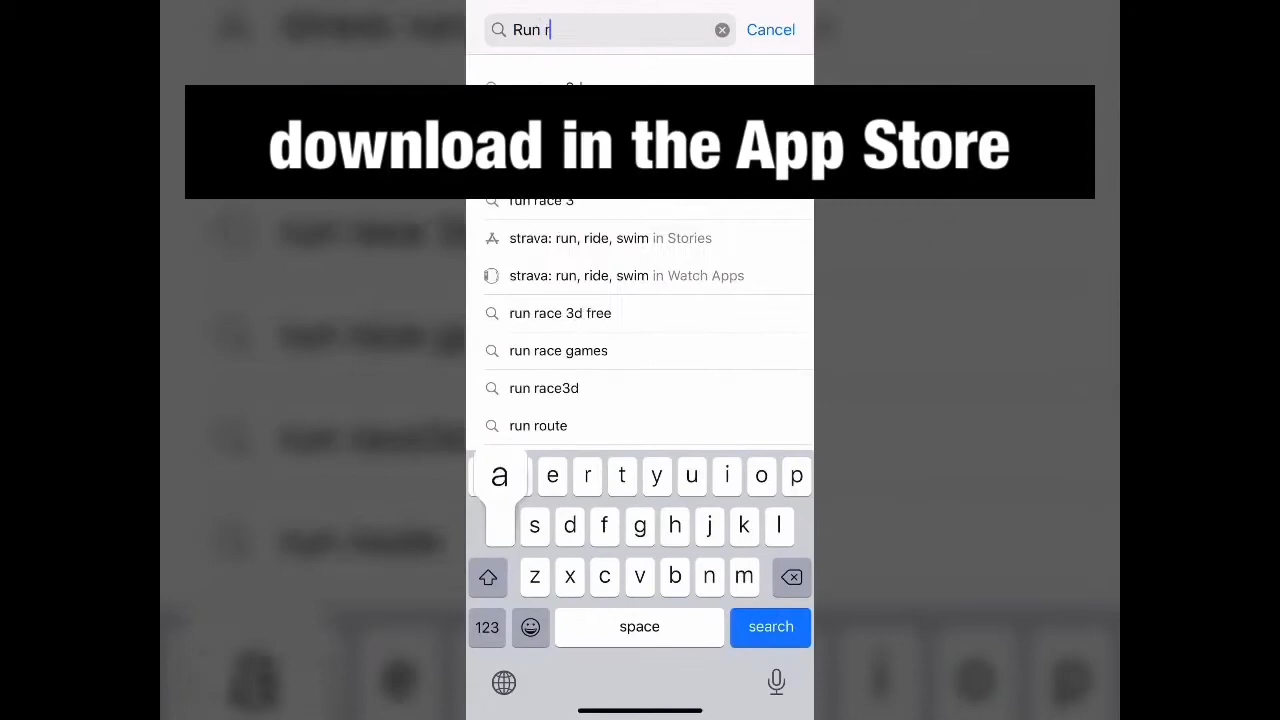 Run r
Cancel
download in the App Store
run race 3
strava: run, ride, swim in Stories
strava: run, ride, swim in Watch Apps
run race 3d free
run race games
run race3d
run route
a e r t y u i o p
s d f g h j k l
z x c v b n m
123 space search